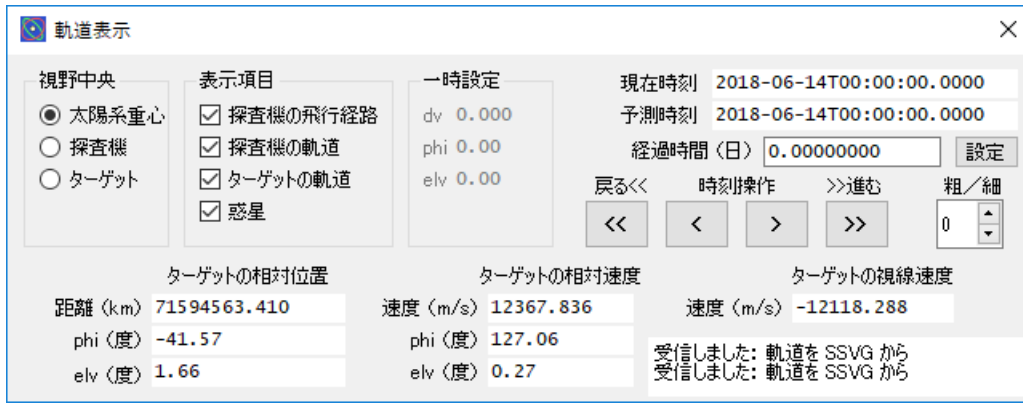 軌道表示
視野中央
太陽系重心
探査機
ターゲット
表示項目
探査機の飛行経路
探査機の軌道
ターゲットの軌道
惑星
一時設定
dv 0.000
phi 0.00
elv 0.00
現在時刻 2018-06-14T00:00:00.0000
予測時刻 2018-06-14T00:00:00.0000
経過時間（日） 0.00000000 設定
戻る<< 時刻操作 >>進む 粗／細
<< < > >> 0
ターゲットの相対位置
距離（km） 71594563.410
phi（度） -41.57
elv（度） 1.66
ターゲットの相対速度
速度（m/s） 12367.836
phi（度） 127.06
elv（度） 0.27
ターゲットの視線速度
速度（m/s） -12118.288
受信しました: 軌道を SSVG から
受信しました: 軌道を SSVG から